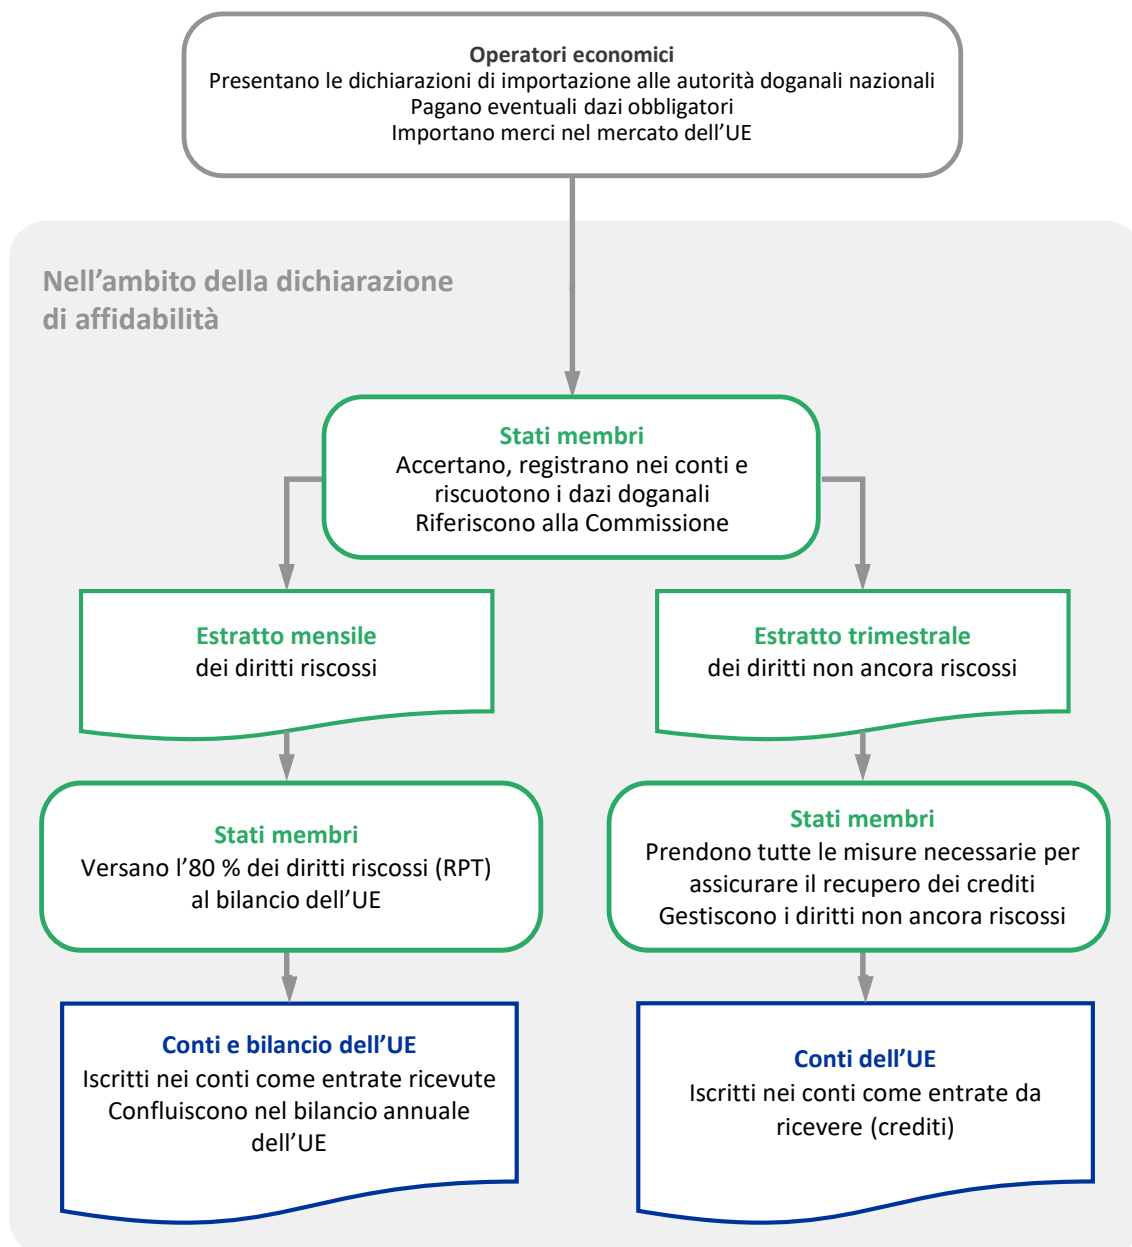 Operatori economici
Presentano le dichiarazioni di importazione alle autorità doganali nazionali
Pagano eventuali dazi obbligatori
Importano merci nel mercato dell’UE
Nell’ambito della dichiarazione
di affidabilità
Stati membri
Accertano, registrano nei conti e
riscuotono i dazi doganali
Riferiscono alla Commissione
Estratto mensile
dei diritti riscossi
Estratto trimestrale
dei diritti non ancora riscossi
Stati membri
Versano l’80 % dei diritti riscossi (RPT)
al bilancio dell’UE
Stati membri
Prendono tutte le misure necessarie per
assicurare il recupero dei crediti
Gestiscono i diritti non ancora riscossi
Conti e bilancio dell’UE
Iscritti nei conti come entrate ricevute
Confluiscono nel bilancio annuale
dell’UE
Conti dell’UE
Iscritti nei conti come entrate da
ricevere (crediti)